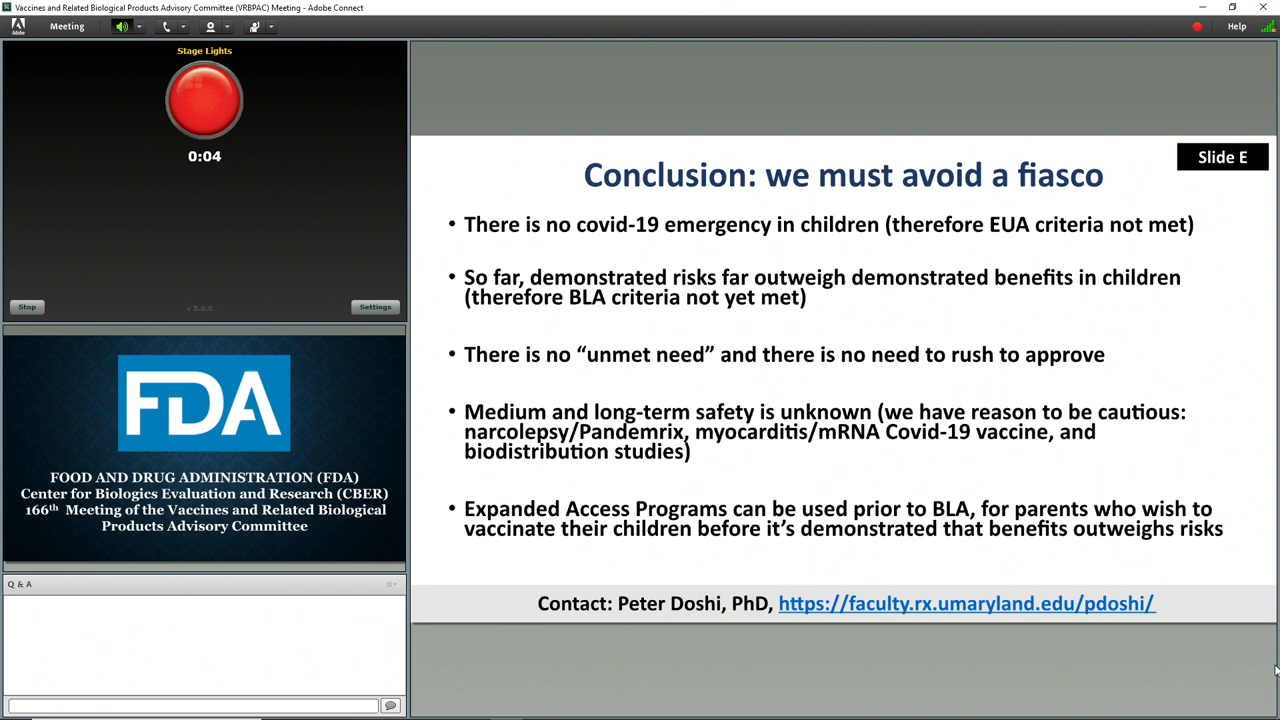 Vaccines and Related Biological Products Advisory Committee (VRBPAC) Meeting - Adobe Connect
Adobe
Meeting
Help
Stage Lights
0:04
Stop
v 5.0.0
Settings
FDA
FOOD AND DRUG ADMINISTRATION (FDA)
Center for Biologics Evaluation and Research (CBER)
166th Meeting of the Vaccines and Related Biological
Products Advisory Committee
Q & A
Slide E
Conclusion: we must avoid a fiasco
• There is no covid-19 emergency in children (therefore EUA criteria not met)
• So far, demonstrated risks far outweigh demonstrated benefits in children
(therefore BLA criteria not yet met)
• There is no “unmet need” and there is no need to rush to approve
• Medium and long-term safety is unknown (we have reason to be cautious:
narcolepsy/Pandemrix, myocarditis/mRNA Covid-19 vaccine, and
biodistribution studies)
• Expanded Access Programs can be used prior to BLA, for parents who wish to
vaccinate their children before it’s demonstrated that benefits outweighs risks
Contact: Peter Doshi, PhD, https://faculty.rx.umaryland.edu/pdoshi/